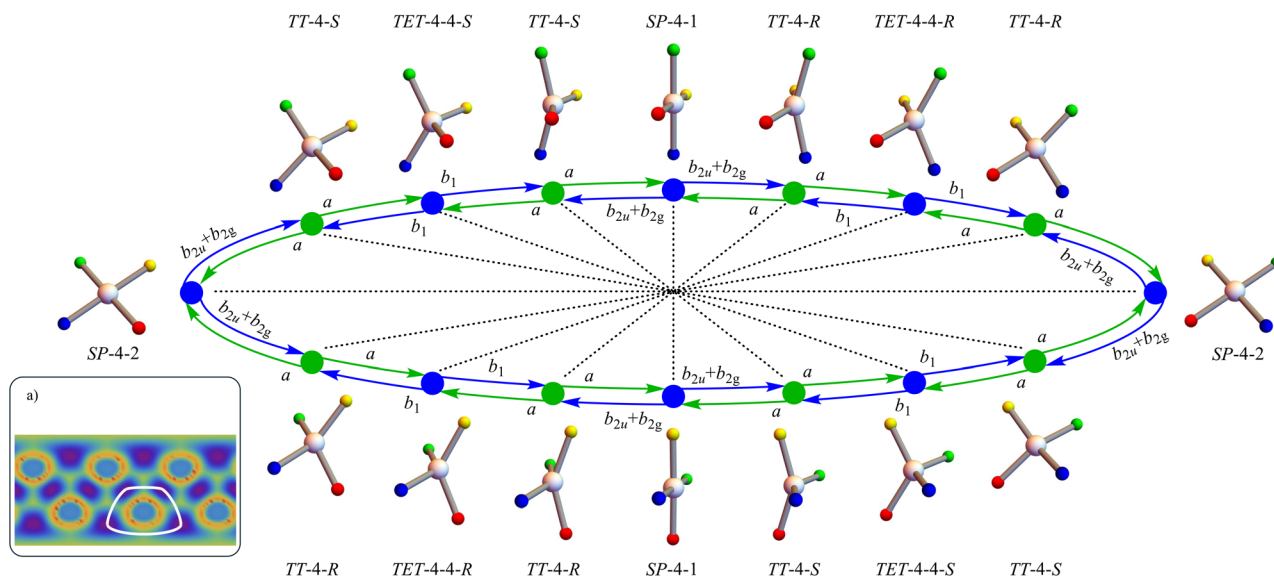 TT-4-S TET-4-4-S TT-4-S SP-4-1 TT-4-R TET-4-4-R TT-4-R
a b1 a b2u+b2g a b1 a
b2u+b2g a b1 a b2u+b2g a b1 a b2u+b2g
SP-4-2 SP-4-2
b2u+b2g a b1 a b2u+b2g a b1 a b2u+b2g
a b1 a b2u+b2g a b1 a
a)
TT-4-R TET-4-4-R TT-4-R SP-4-1 TT-4-S TET-4-4-S TT-4-S